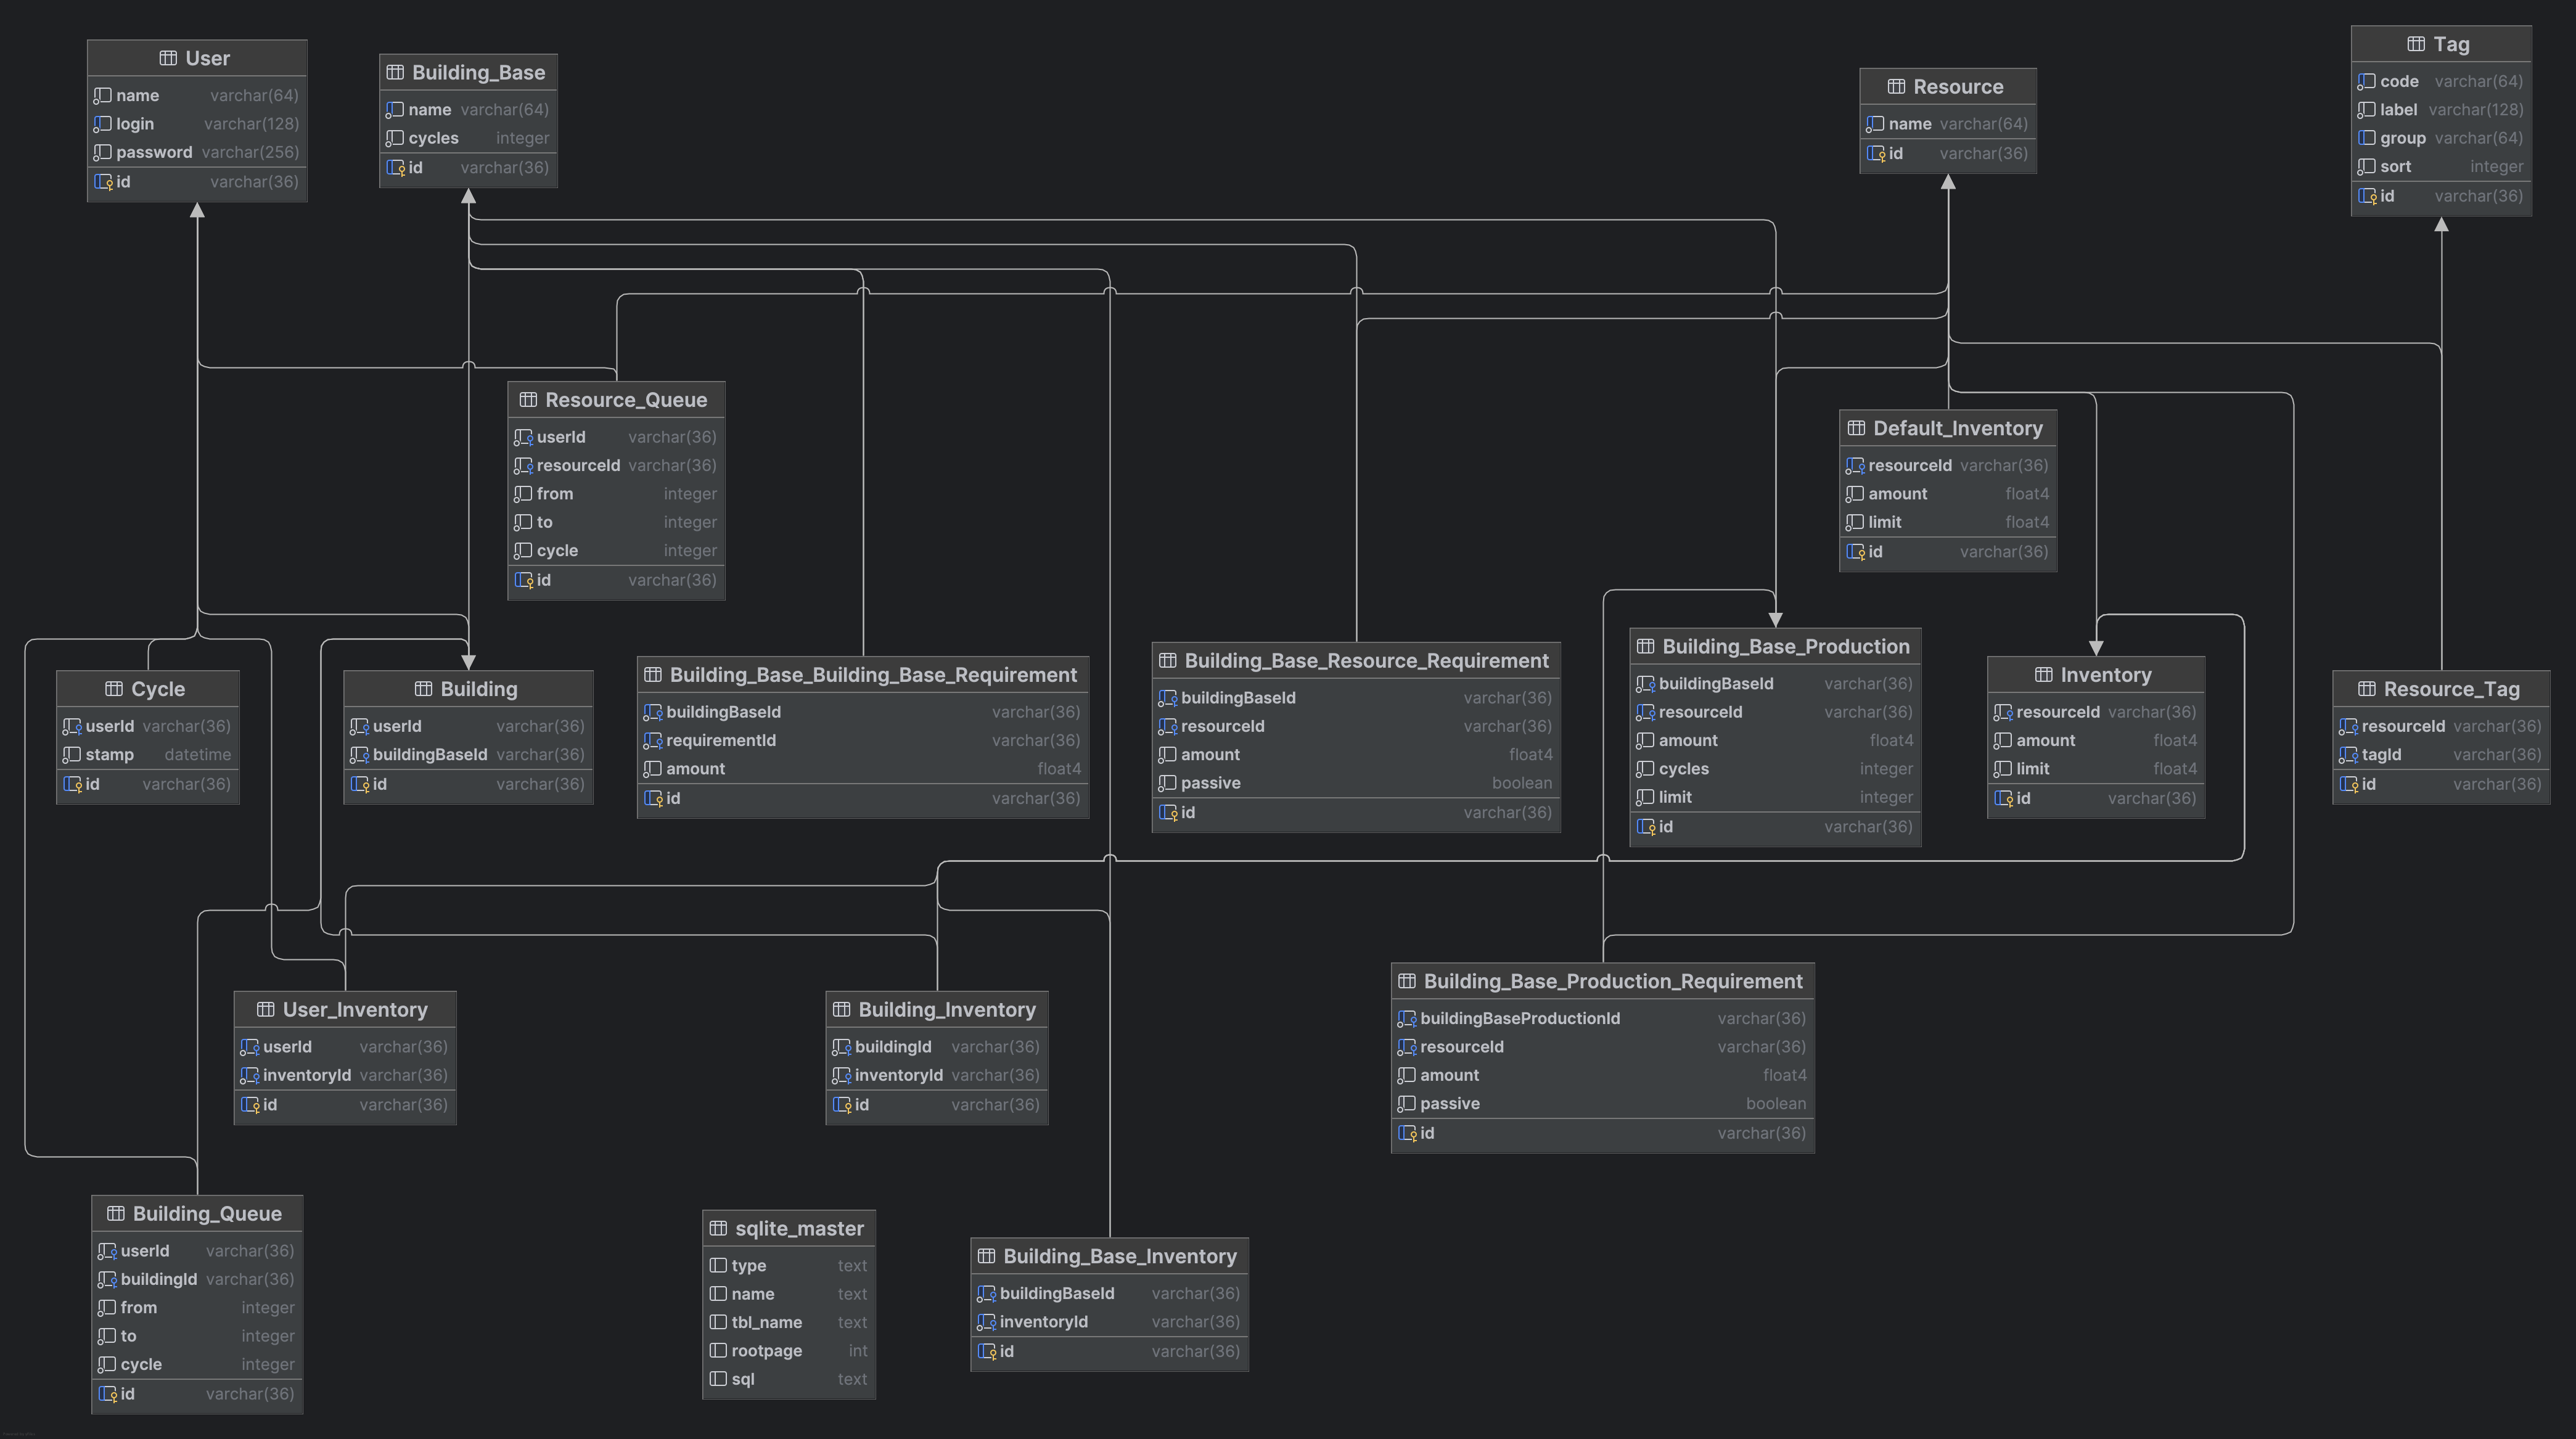 User
name varchar(64)
login varchar(128)
password varchar(256)
id varchar(36)
Building_Base
name varchar(64)
cycles integer
id varchar(36)
Resource
name varchar(64)
id varchar(36)
Tag
code varchar(64)
label varchar(128)
group varchar(64)
sort integer
id varchar(36)
Resource_Queue
userId varchar(36)
resourceId varchar(36)
from integer
to integer
cycle integer
id varchar(36)
Default_Inventory
resourceId varchar(36)
amount float4
limit float4
id varchar(36)
Cycle
userId varchar(36)
stamp datetime
id varchar(36)
Building
userId varchar(36)
buildingBaseId varchar(36)
id varchar(36)
Building_Base_Building_Base_Requirement
buildingBaseId varchar(36)
requirementId varchar(36)
amount float4
id varchar(36)
Building_Base_Resource_Requirement
buildingBaseId varchar(36)
resourceId varchar(36)
amount float4
passive boolean
id varchar(36)
Building_Base_Production
buildingBaseId varchar(36)
resourceId varchar(36)
amount float4
cycles integer
limit integer
id varchar(36)
Inventory
resourceId varchar(36)
amount float4
limit float4
id varchar(36)
Resource_Tag
resourceId varchar(36)
tagId varchar(36)
id varchar(36)
User_Inventory
userId varchar(36)
inventoryId varchar(36)
id varchar(36)
Building_Inventory
buildingId varchar(36)
inventoryId varchar(36)
id varchar(36)
Building_Base_Production_Requirement
buildingBaseProductionId varchar(36)
resourceId varchar(36)
amount float4
passive boolean
id varchar(36)
Building_Queue
userId varchar(36)
buildingId varchar(36)
from integer
to integer
cycle integer
id varchar(36)
sqlite_master
type text
name text
tbl_name text
rootpage int
sql text
Building_Base_Inventory
buildingBaseId varchar(36)
inventoryId varchar(36)
id varchar(36)